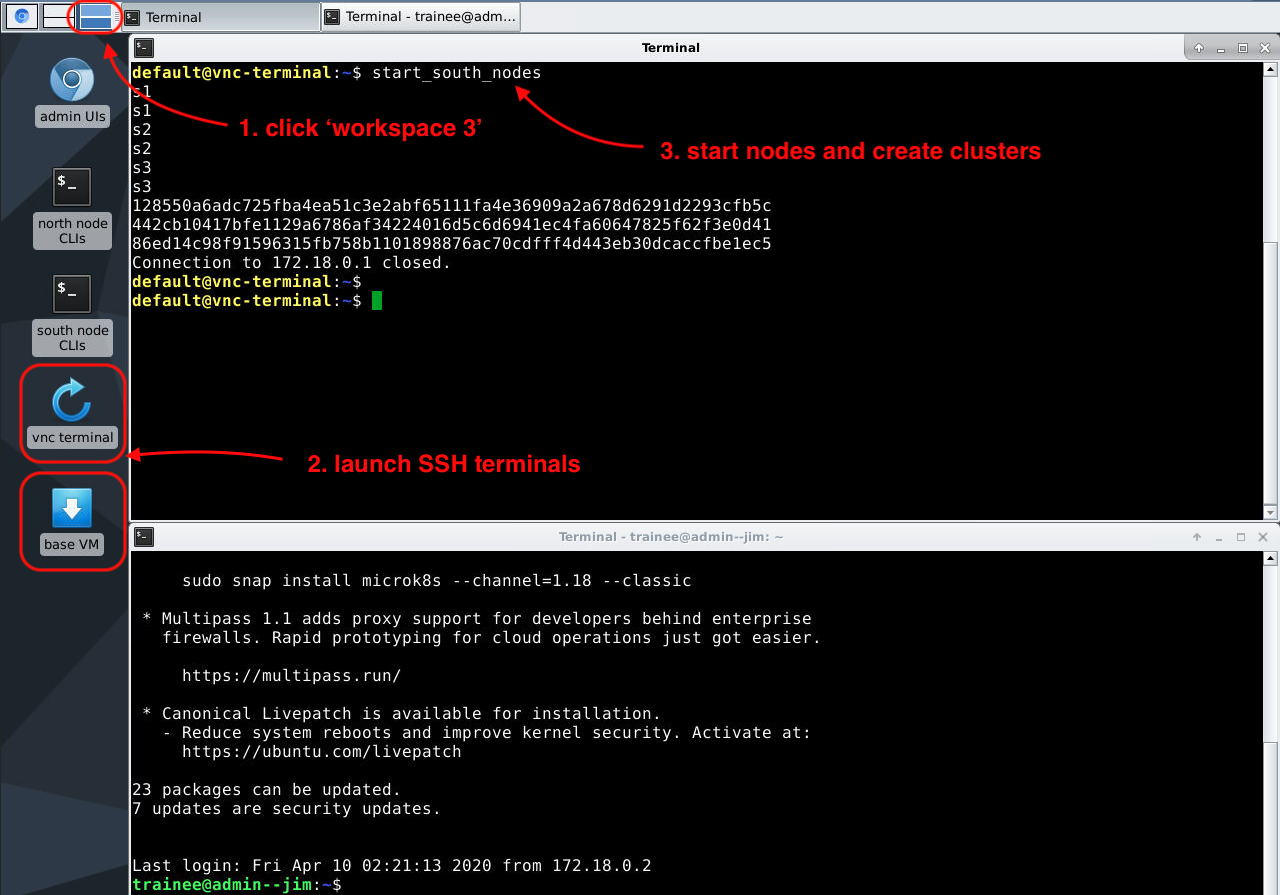 Terminal
Terminal - trainee@adm...
Terminal
admin UIs
north node
CLIs
south node
CLIs
vnc terminal
base VM
default@vnc-terminal:~$ start_south_nodes
s1
s1
s2
s2
s3
s3
128550a6adc725fba4ea51c3e2abf65111fa4e36909a2a678d6291d2293cfb5c
442cb10417bfe1129a6786af34224016d5c6d6941ec4fa60647825f62f3e0d41
86ed14c98f91596315fb758b1101898876ac70cdfff4d443eb30dcaccfbe1ec5
Connection to 172.18.0.1 closed.
default@vnc-terminal:~$
default@vnc-terminal:~$
1. click ‘workspace 3’
3. start nodes and create clusters
2. launch SSH terminals
Terminal - trainee@admin--jim: ~
sudo snap install microk8s --channel=1.18 --classic
* Multipass 1.1 adds proxy support for developers behind enterprise
firewalls. Rapid prototyping for cloud operations just got easier.
https://multipass.run/
* Canonical Livepatch is available for installation.
- Reduce system reboots and improve kernel security. Activate at:
https://ubuntu.com/livepatch
23 packages can be updated.
7 updates are security updates.
Last login: Fri Apr 10 02:21:13 2020 from 172.18.0.2
trainee@admin--jim:~$